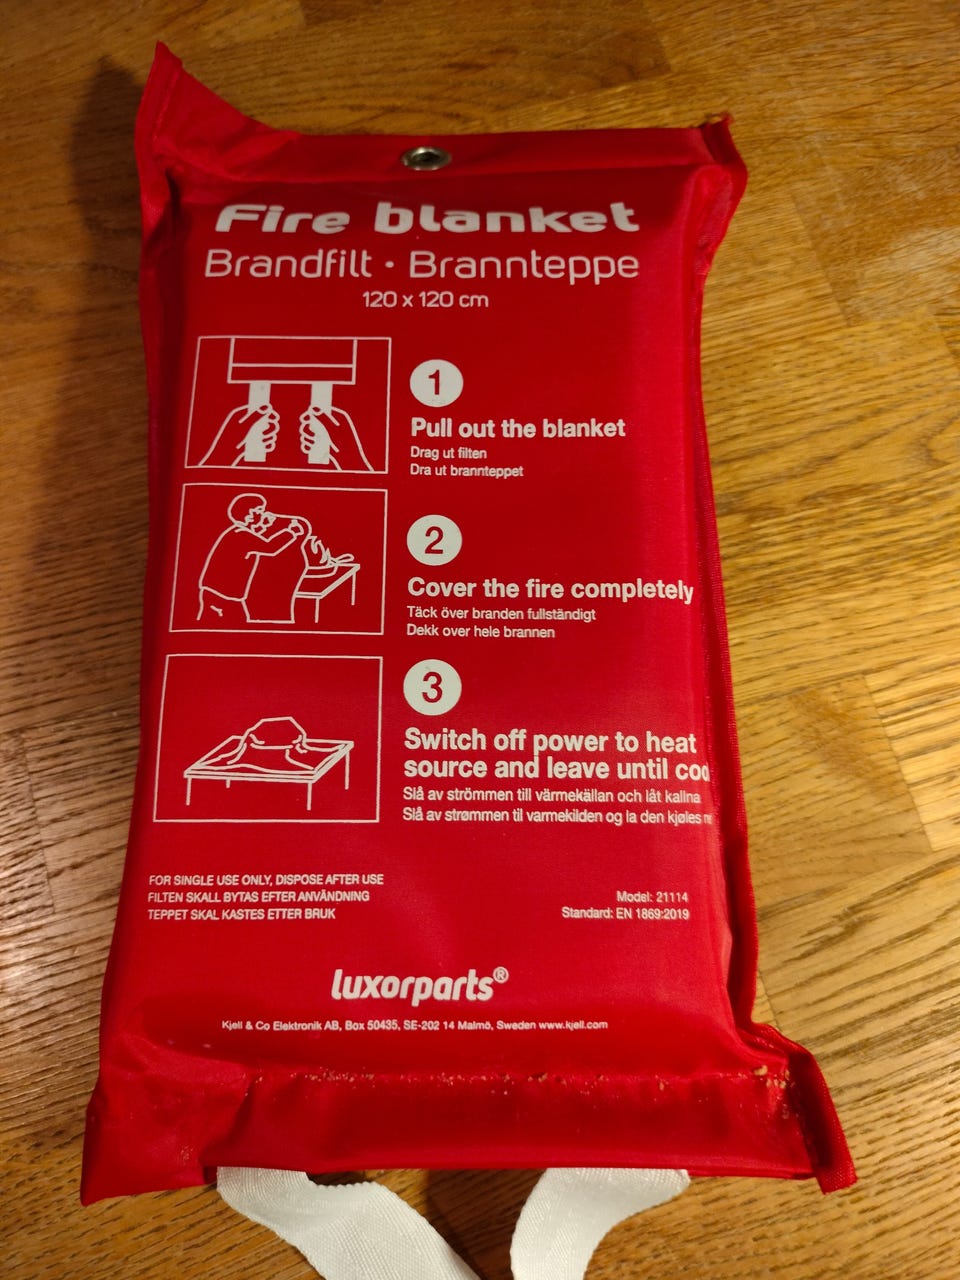 Fire blanket
Brandfilt • Brannteppe
120 x 120 cm
1
Pull out the blanket
Drag ut filten
Dra ut brannteppet
2
Cover the fire completely
Täck över branden fullständigt
Dekk over hele brannen
3
Switch off power to heat
source and leave until
Slå av strömmen till värmekällan och låt kallna
Slå av strømmen til varmekilden og la den kjøles
FOR SINGLE USE ONLY, DISPOSE AFTER USE
FILTEN SKALL BYTAS EFTER ANVÄNDNING
TEPPET SKAL KASTES ETTER BRUK
Model: 21114
Standard: EN 1869:2019
luxorparts®
Kjell & Co Elektronik AB, Box 50435, SE-202 14 Malmö, Sweden www.kjell.com